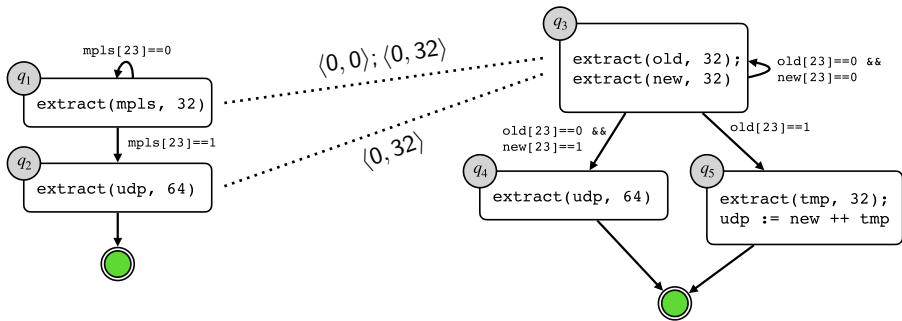 mpls[23]==0
q1
extract(mpls, 32)
mpls[23]==1
q2
extract(udp, 64)
⟨0, 0⟩; ⟨0, 32⟩
⟨0, 32⟩
q3
extract(old, 32);
extract(new, 32)
old[23]==0 &&
new[23]==0
old[23]==0 &&
new[23]==1
old[23]==1
q4
extract(udp, 64)
q5
extract(tmp, 32);
udp := new ++ tmp